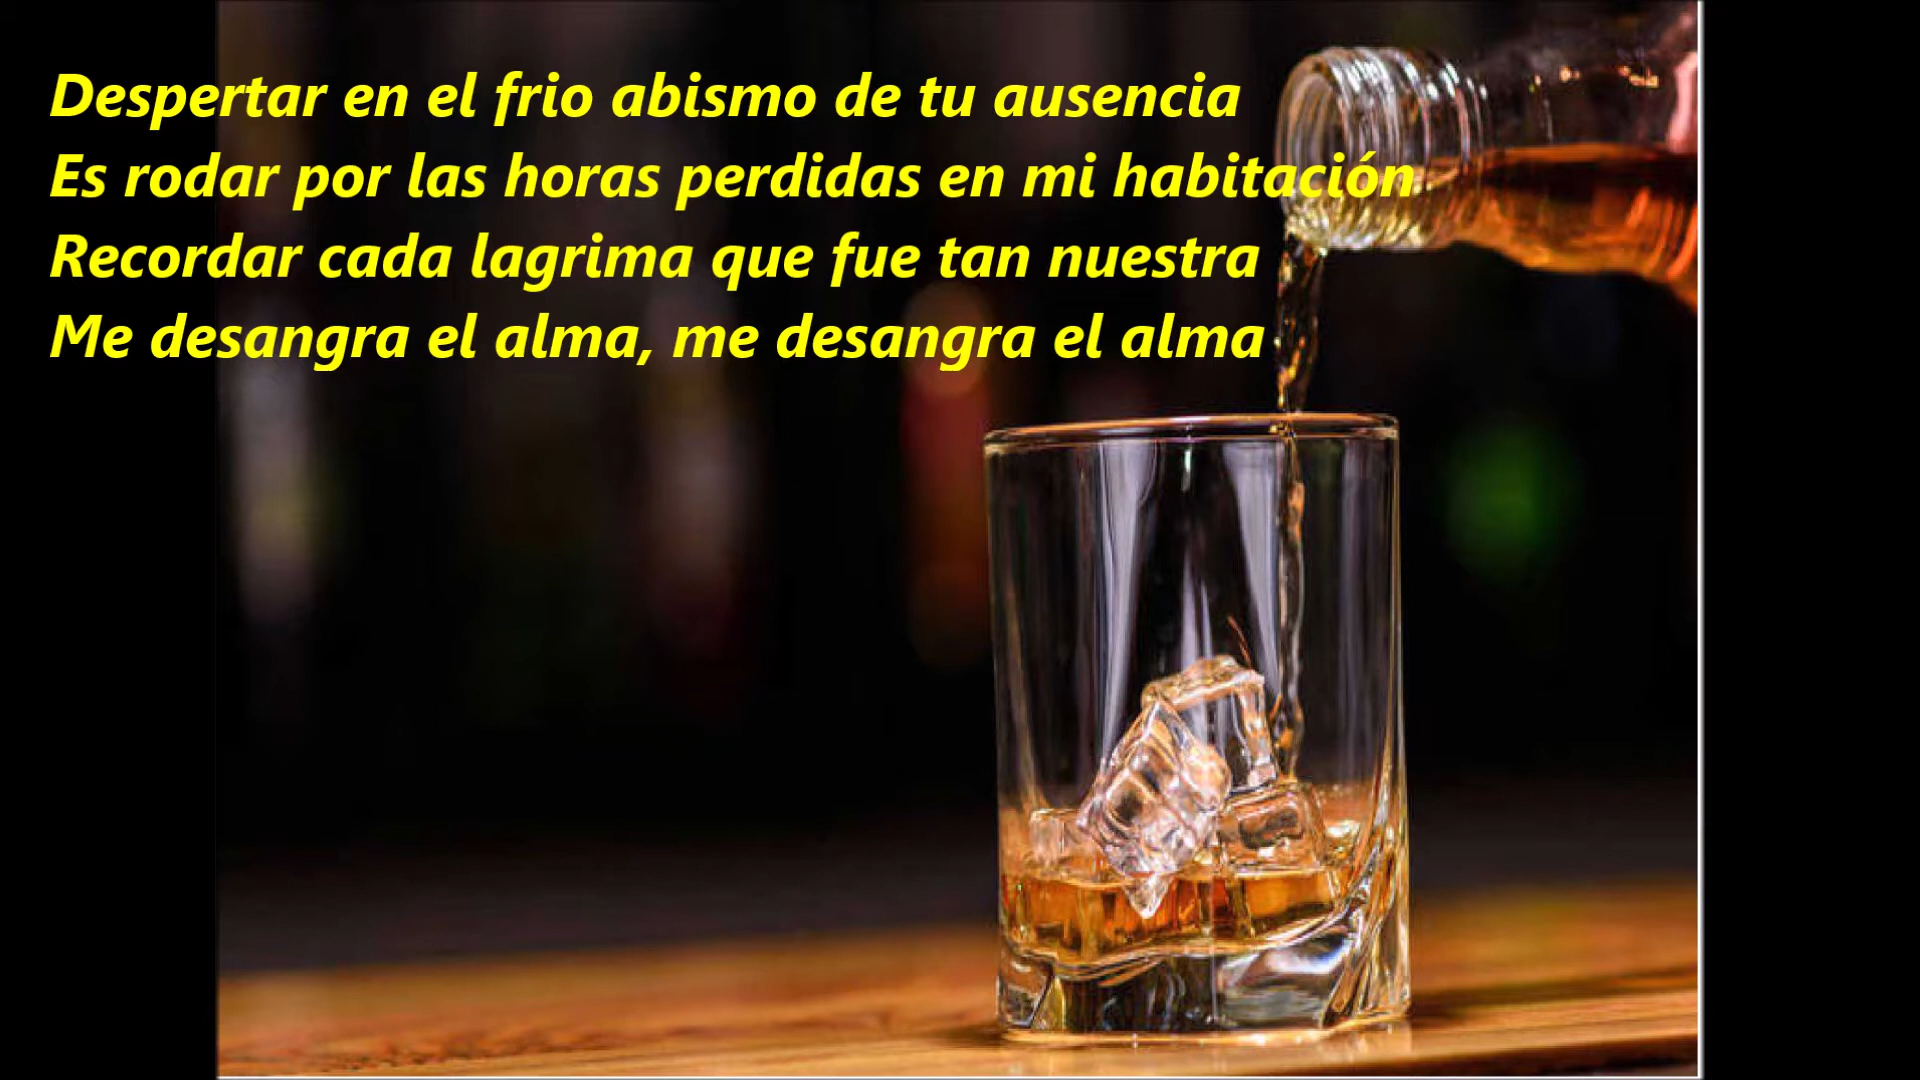 Despertar en el frio abismo de tu ausencia
Es rodar por las horas perdidas en mi habitación
Recordar cada lagrima que fue tan nuestra
Me desangra el alma, me desangra el alma